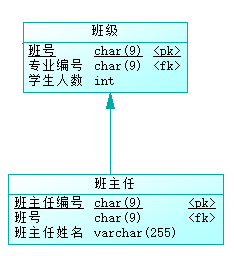 班级
班号 char(9) <pk>
专业编号 char(9) <fk>
学生人数 int
班主任
班主任编号 char(9) <pk>
班号 char(9) <fk>
班主任姓名 varchar(255)